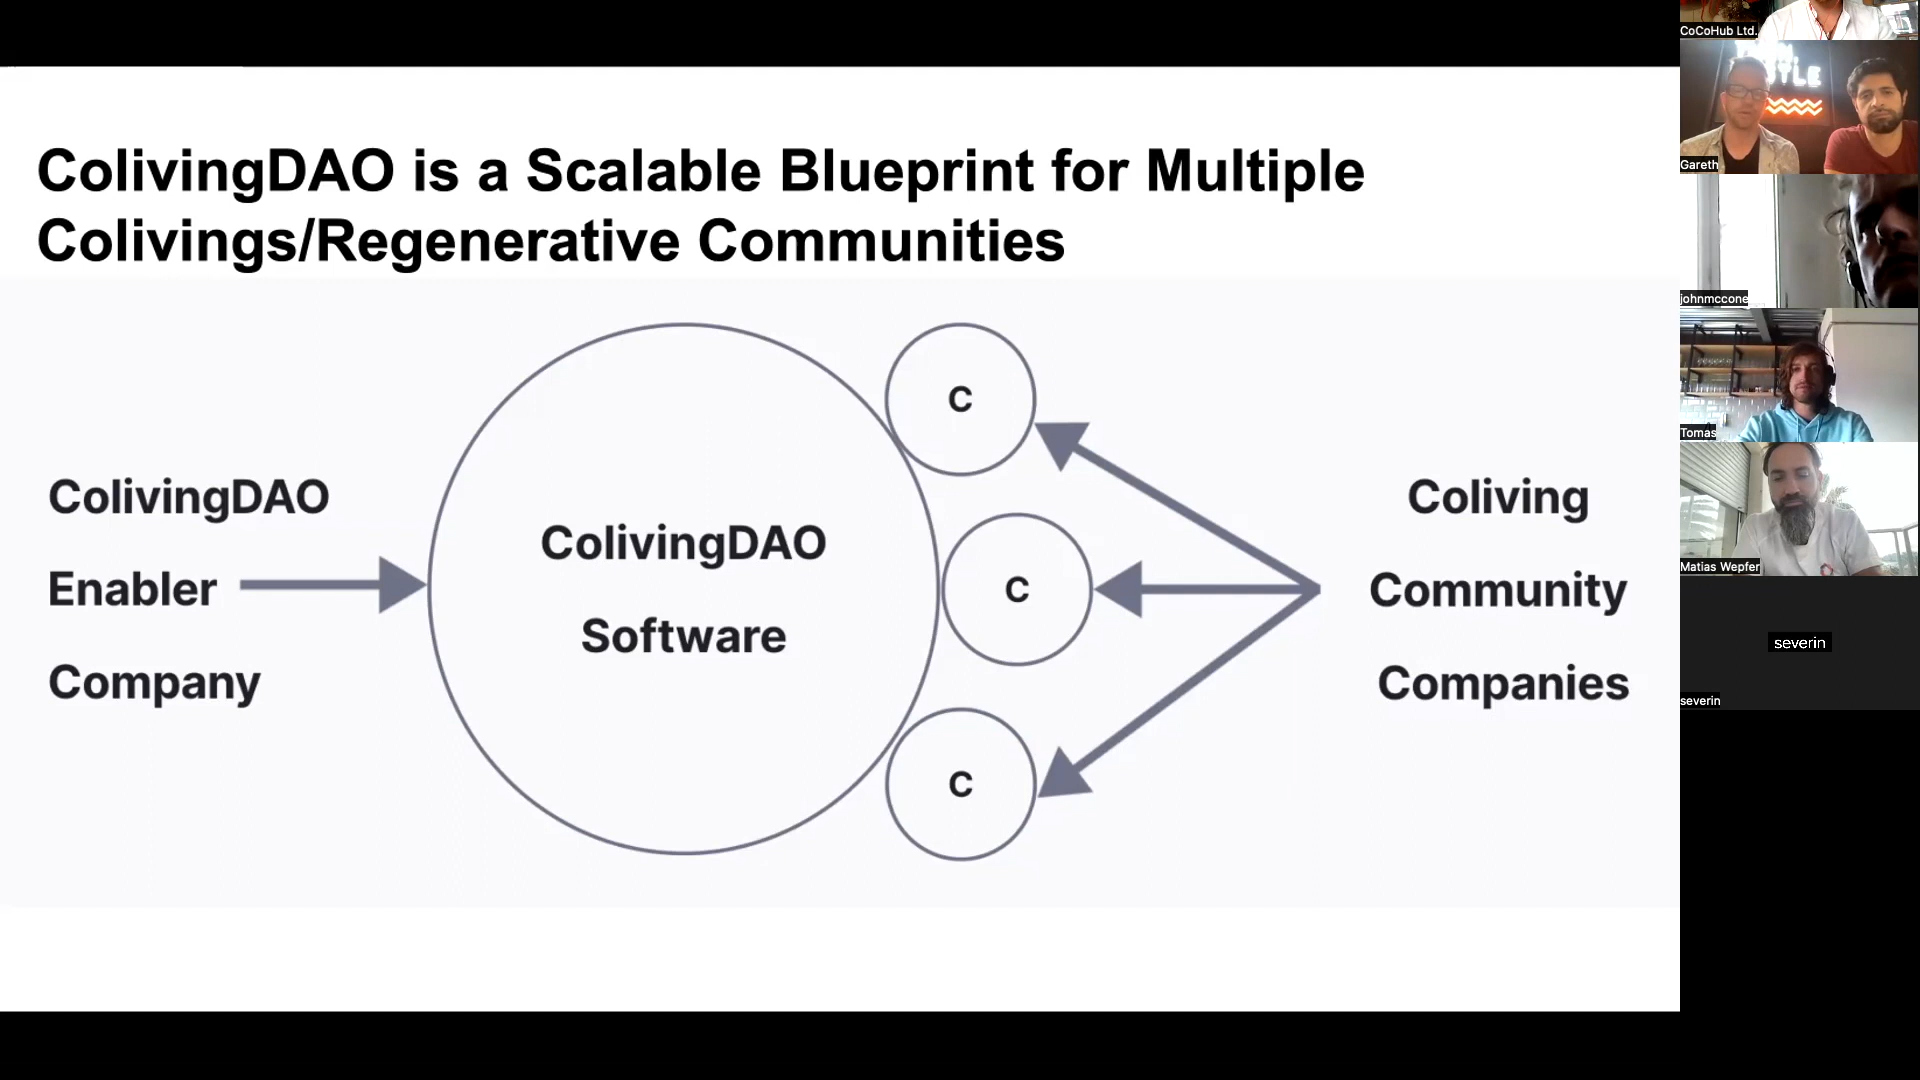 ColivingDAO is a Scalable Blueprint for Multiple
Colivings/Regenerative Communities
ColivingDAO
Enabler
Company
ColivingDAO
Software
C
C
C
Coliving
Community
Companies
CoCoHub Ltd.
Gareth
johnmccone
Tomas
Matias Wepfer
severin
severin